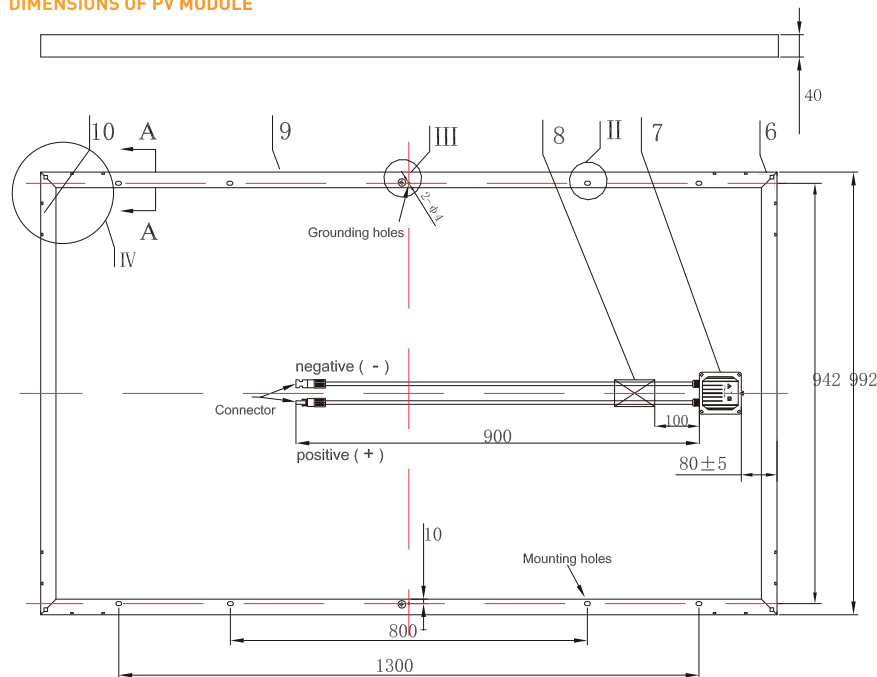 DIMENSIONS OF PV MODULE
40
10
A
9
III
8
II
7
6
2-ϕ4
Grounding holes
A
IV
negative ( - )
942
992
Connector
100
900
positive ( + )
80±5
10
Mounting holes
800
1300